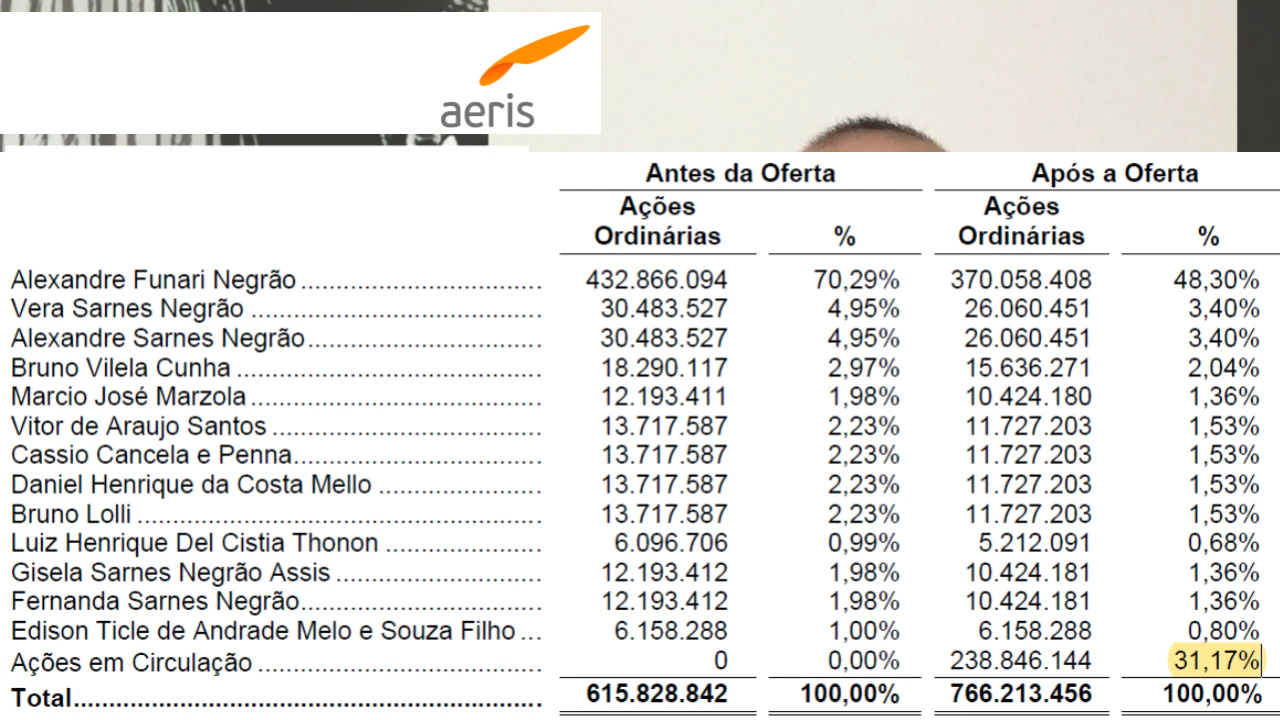 aeris
Antes da Oferta Após a Oferta
Ações Ordinárias % Ações Ordinárias %
Alexandre Funari Negrão 432.866.094 70,29% 370.058.408 48,30%
Vera Sarnes Negrão 30.483.527 4,95% 26.060.451 3,40%
Alexandre Sarnes Negrão 30.483.527 4,95% 26.060.451 3,40%
Bruno Vilela Cunha 18.290.117 2,97% 15.636.271 2,04%
Marcio José Marzola 12.193.411 1,98% 10.424.180 1,36%
Vitor de Araujo Santos 13.717.587 2,23% 11.727.203 1,53%
Cassio Cancela e Penna 13.717.587 2,23% 11.727.203 1,53%
Daniel Henrique da Costa Mello 13.717.587 2,23% 11.727.203 1,53%
Bruno Lolli 13.717.587 2,23% 11.727.203 1,53%
Luiz Henrique Del Cistia Thonon 6.096.706 0,99% 5.212.091 0,68%
Gisela Sarnes Negrão Assis 12.193.412 1,98% 10.424.181 1,36%
Fernanda Sarnes Negrão 12.193.412 1,98% 10.424.181 1,36%
Edison Ticle de Andrade Melo e Souza Filho 6.158.288 1,00% 6.158.288 0,80%
Ações em Circulação 0 0,00% 238.846.144 31,17%
Total 615.828.842 100,00% 766.213.456 100,00%